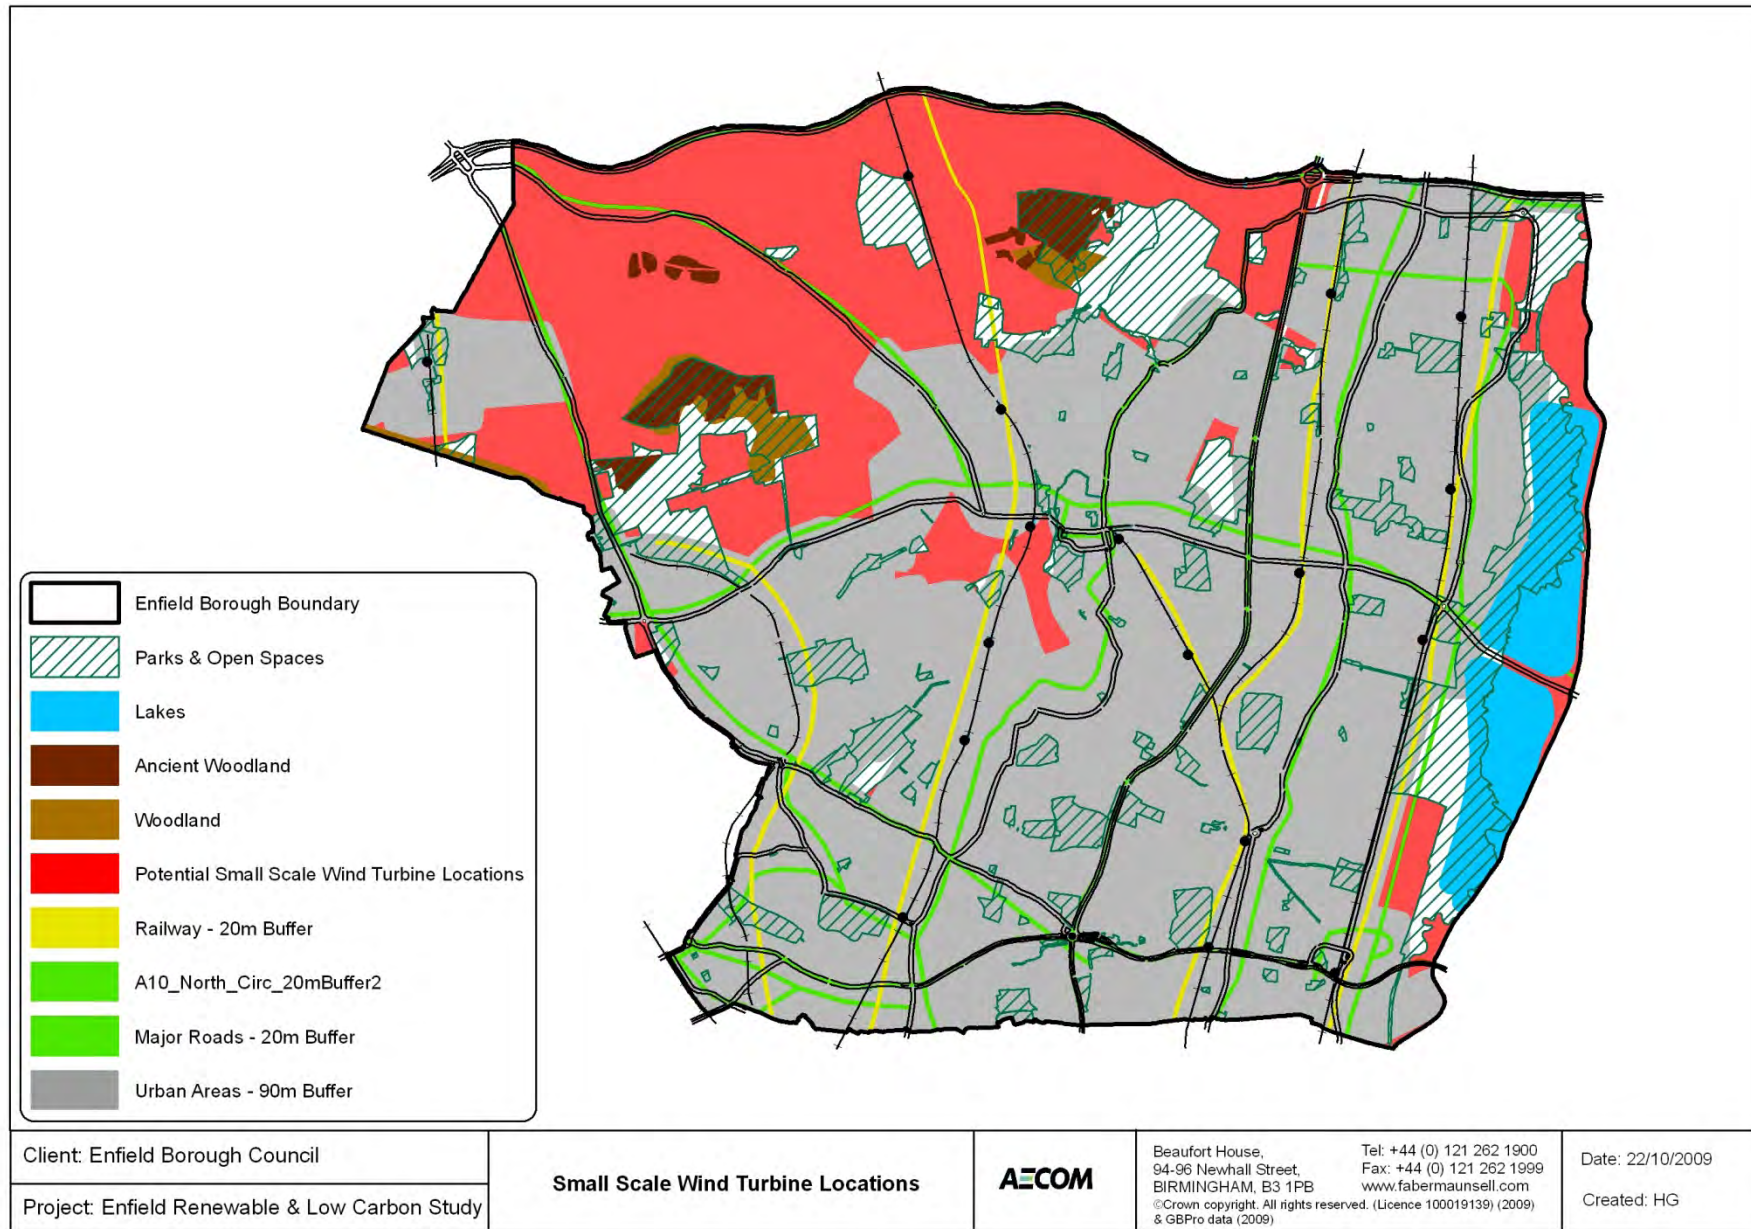 Enfield Borough Boundary
Parks & Open Spaces
Lakes
Ancient Woodland
Woodland
Potential Small Scale Wind Turbine Locations
Railway - 20m Buffer
A10_North_Circ_20mBuffer2
Major Roads - 20m Buffer
Urban Areas - 90m Buffer
Client: Enfield Borough Council
Project: Enfield Renewable & Low Carbon Study
Small Scale Wind Turbine Locations
AECOM
Beaufort House,
94-96 Newhall Street,
BIRMINGHAM, B3 1PB
Tel: +44 (0) 121 262 1900
Fax: +44 (0) 121 262 1999
www.fabermaunsell.com
©Crown copyright. All rights reserved. (Licence 100019139) (2009)
& GBPro data (2009)
Date: 22/10/2009
Created: HG